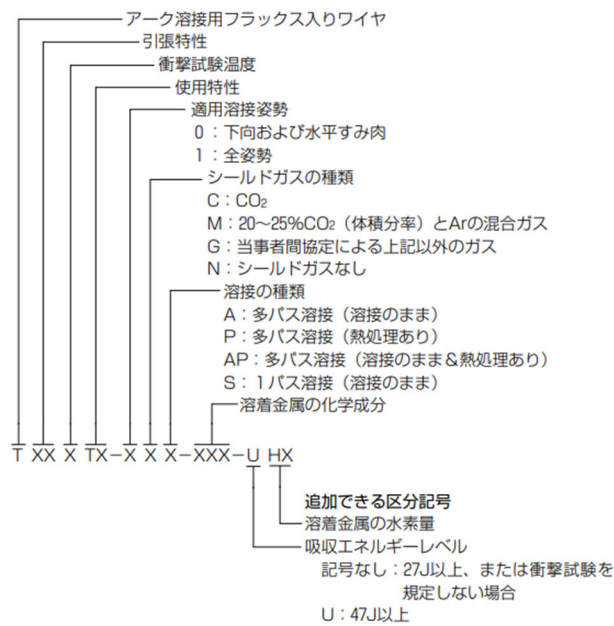 アーク溶接用フラックス入りワイヤ
引張特性
衝撃試験温度
使用特性
適用溶接姿勢
0：下向および水平すみ肉
1：全姿勢
シールドガスの種類
C：CO₂
M：20～25%CO₂（体積分率）とArの混合ガス
G：当事者間協定による上記以外のガス
N：シールドガスなし
溶接の種類
A：多パス溶接（溶接のまま）
P：多パス溶接（熱処理あり）
AP：多パス溶接（溶接のまま＆熱処理あり）
S：1パス溶接（溶接のまま）
溶着金属の化学成分
T XX X TX－X X X－XXX－U HX
追加できる区分記号
溶着金属の水素量
吸収エネルギーレベル
記号なし：27J以上、または衝撃試験を
規定しない場合
U：47J以上